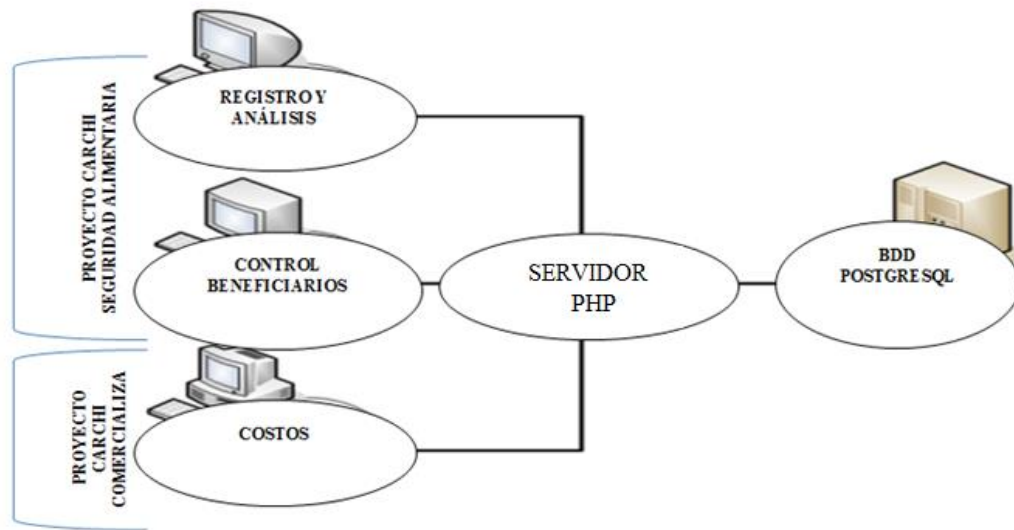 PROYECTO CARCHI
SEGURIDAD ALIMENTARIA
REGISTRO Y
ANÁLISIS
CONTROL
BENEFICIARIOS
SERVIDOR
PHP
BDD
POSTGRESQL
PROYECTO
CARCHI
COMERCIALIZA
COSTOS